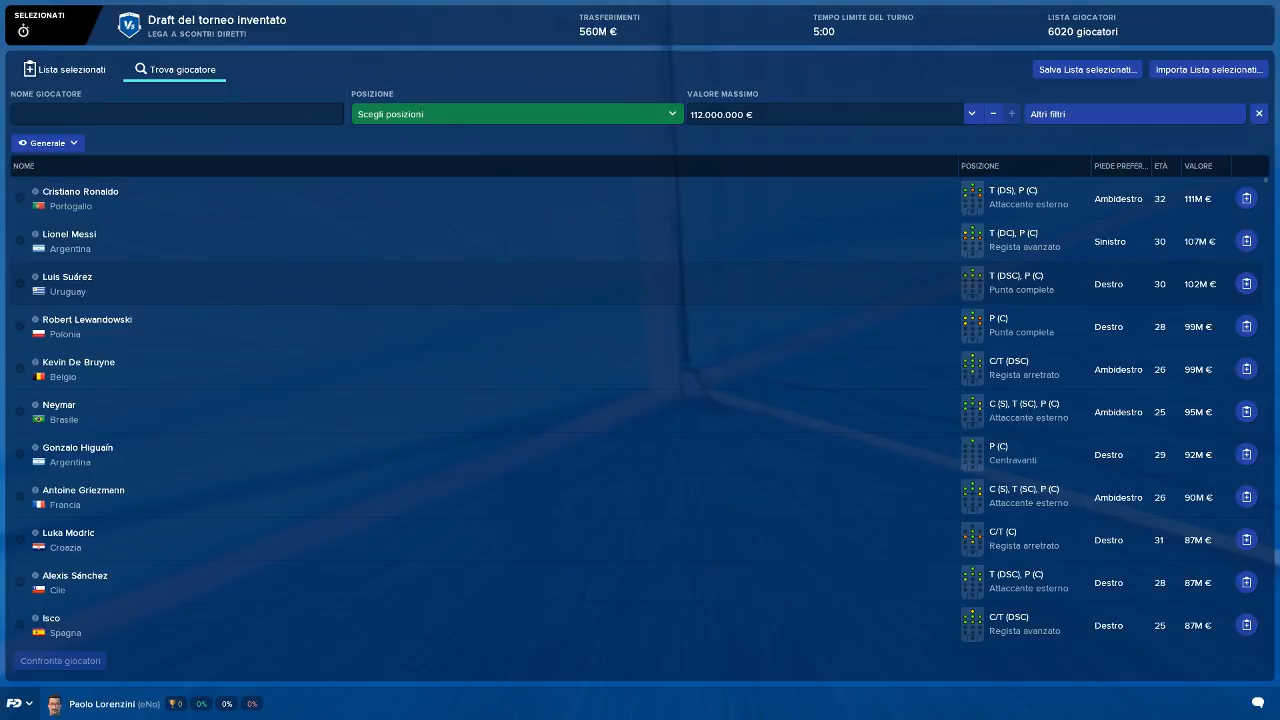 SELEZIONATI
Vs
Draft del torneo inventato
LEGA A SCONTRI DIRETTI
TRASFERIMENTI
560M €
TEMPO LIMITE DEL TURNO
5:00
LISTA GIOCATORI
6020 giocatori
Lista selezionati
Trova giocatore
Salva Lista selezionati...
Importa Lista selezionati...
NOME GIOCATORE
POSIZIONE
VALORE MASSIMO
Scegli posizioni
112.000.000 €
Altri filtri
Generale
NOME POSIZIONE PIEDE PREFER... ETÀ VALORE
Cristiano Ronaldo
Portogallo
T (DS), P (C)
Attaccante esterno
Ambidestro 32 111M €
Lionel Messi
Argentina
T (DC), P (C)
Regista avanzato
Sinistro 30 107M €
Luis Suárez
Uruguay
T (DSC), P (C)
Punta completa
Destro 30 102M €
Robert Lewandowski
Polonia
P (C)
Punta completa
Destro 28 99M €
Kevin De Bruyne
Belgio
C/T (DSC)
Regista arretrato
Ambidestro 26 99M €
Neymar
Brasile
C (S), T (SC), P (C)
Attaccante esterno
Ambidestro 25 95M €
Gonzalo Higuaín
Argentina
P (C)
Centravanti
Destro 29 92M €
Antoine Griezmann
Francia
C (S), T (SC), P (C)
Attaccante esterno
Ambidestro 26 90M €
Luka Modric
Croazia
C/T (C)
Regista arretrato
Destro 31 87M €
Alexis Sánchez
Cile
T (DSC), P (C)
Attaccante esterno
Destro 28 87M €
Isco
Spagna
C/T (DSC)
Regista avanzato
Destro 25 87M €
Confronta giocatori
FD
Paolo Lorenzini (eNo)
0
0%
0%
0%